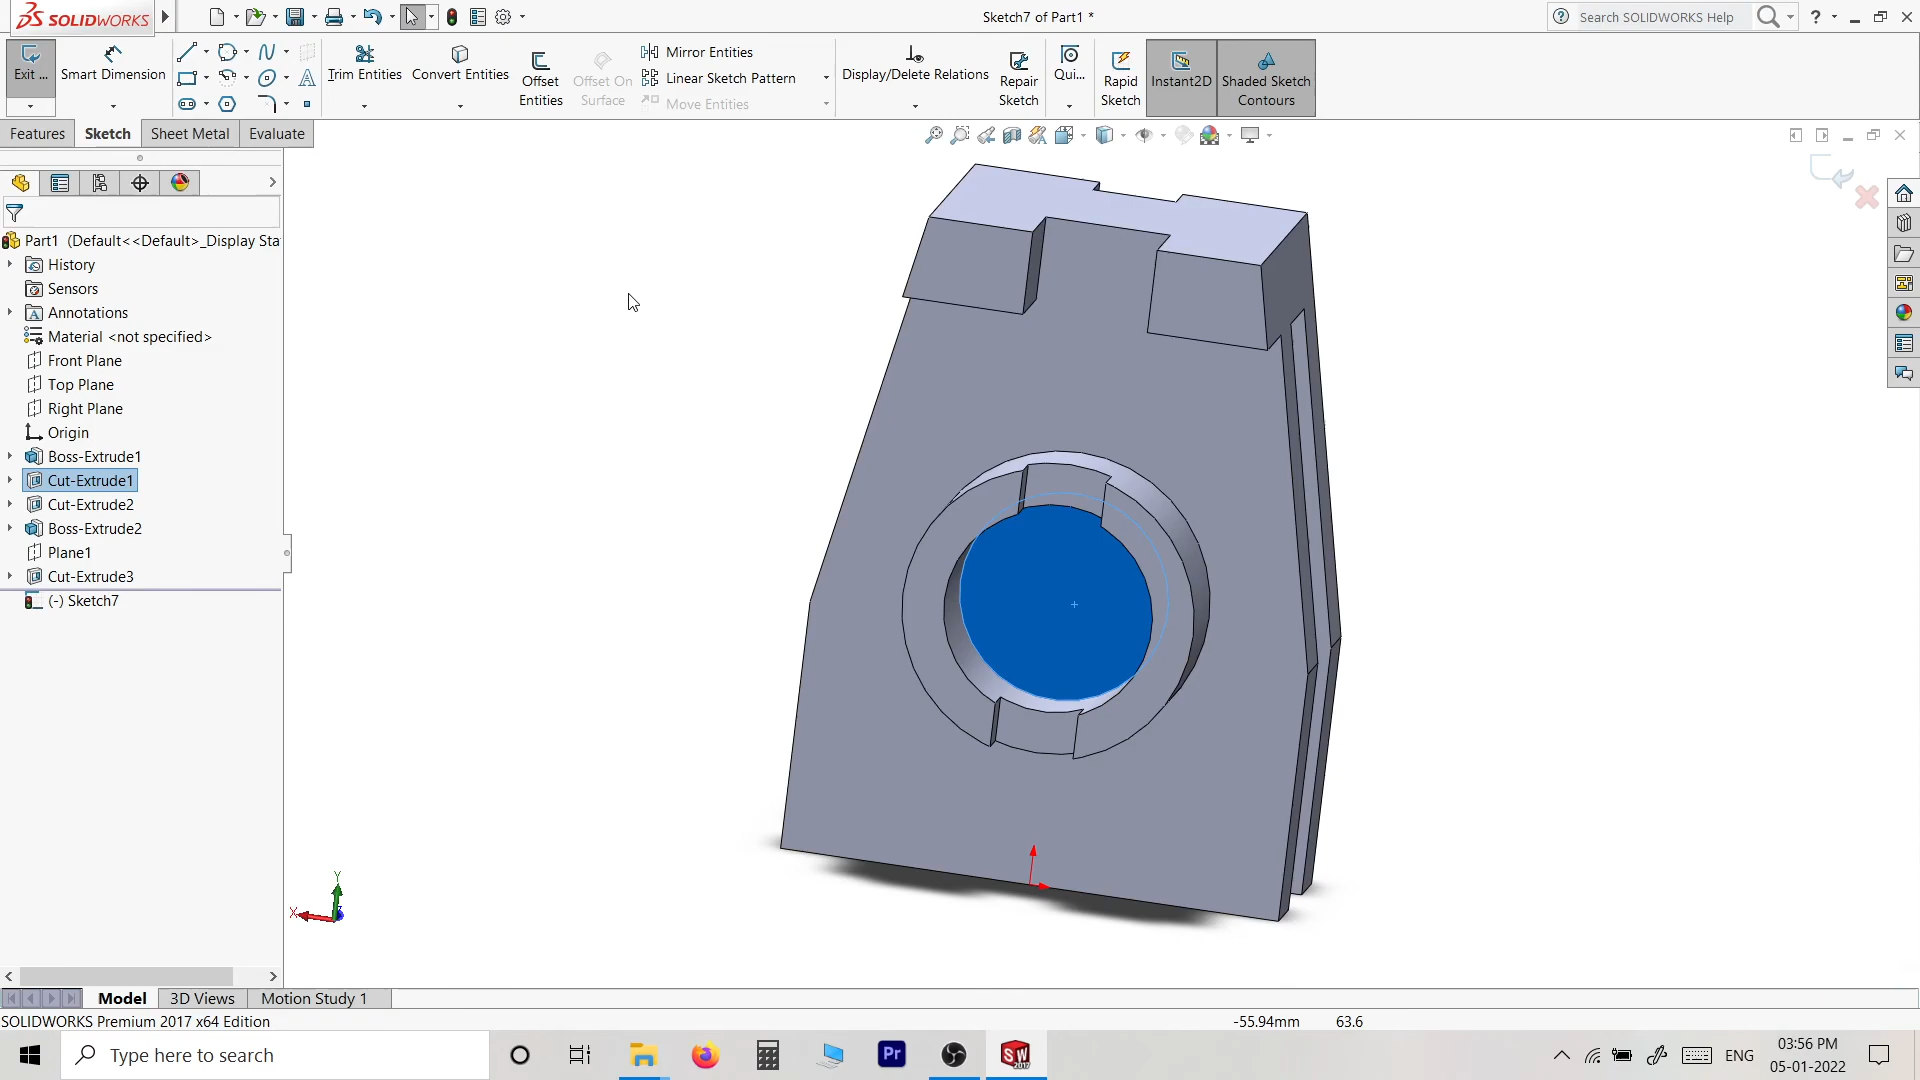 SOLIDWORKS
Sketch7 of Part1 *
Search SOLIDWORKS Help
Exit ...
Smart Dimension
Trim Entities
Convert Entities
Offset Entities
Offset On Surface
Mirror Entities
Linear Sketch Pattern
Move Entities
Display/Delete Relations
Repair Sketch
Qui...
Rapid Sketch
Instant2D
Shaded Sketch Contours
Features
Sketch
Sheet Metal
Evaluate
Part1 (Default<<Default>_Display Sta
History
Sensors
Annotations
Material <not specified>
Front Plane
Top Plane
Right Plane
Origin
Boss-Extrude1
Cut-Extrude1
Cut-Extrude2
Boss-Extrude2
Plane1
Cut-Extrude3
(-) Sketch7
Y
X
Model
3D Views
Motion Study 1
SOLIDWORKS Premium 2017 x64 Edition
-55.94mm
63.6
Type here to search
Pr
SW
2017
ENG
03:56 PM
05-01-2022